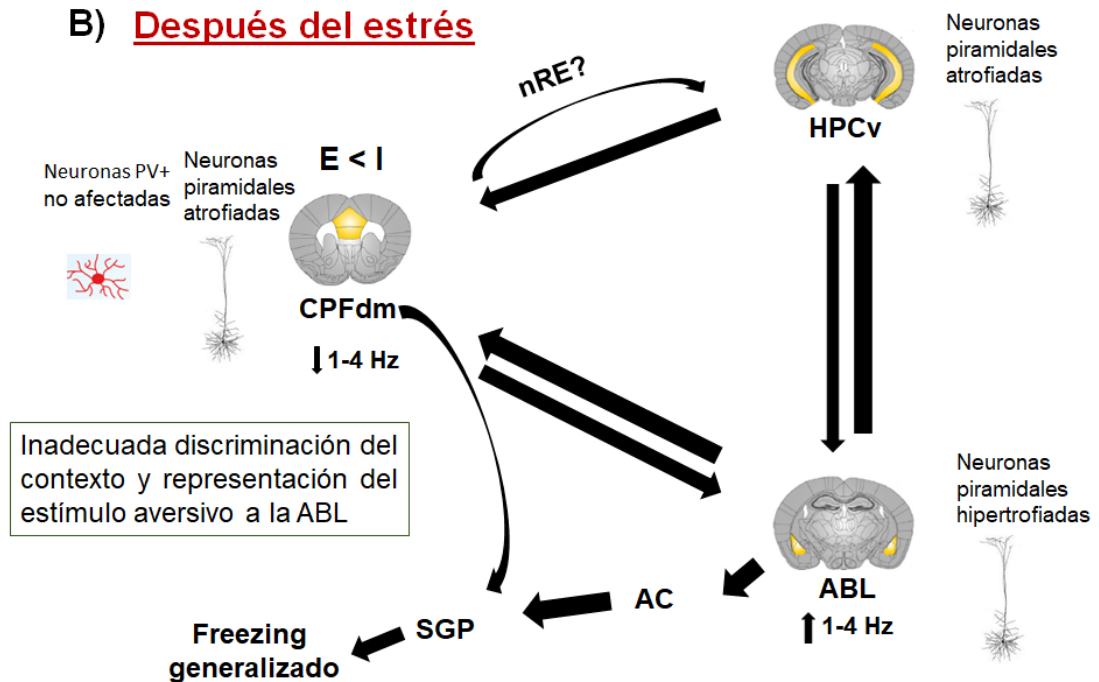 B) Después del estrés
nRE?
Neuronas
piramidales
atrofiadas
HPCv
E < I
Neuronas PV+
no afectadas
Neuronas
piramidales
atrofiadas
CPFdm
1-4 Hz
Inadecuada discriminación del
contexto y representación del
estímulo aversivo a la ABL
Neuronas
piramidales
hipertrofiadas
ABL
1-4 Hz
AC
SGP
Freezing
generalizado